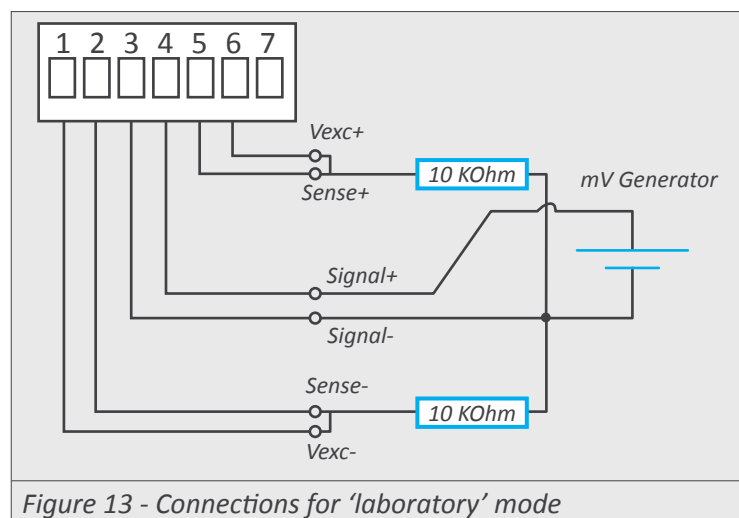 1 2 3 4 5 6 7
Vexc+
Sense+
10 KOhm
mV Generator
Signal+
Signal-
Sense-
10 KOhm
Vexc-
Figure 13 - Connections for ‘laboratory’ mode